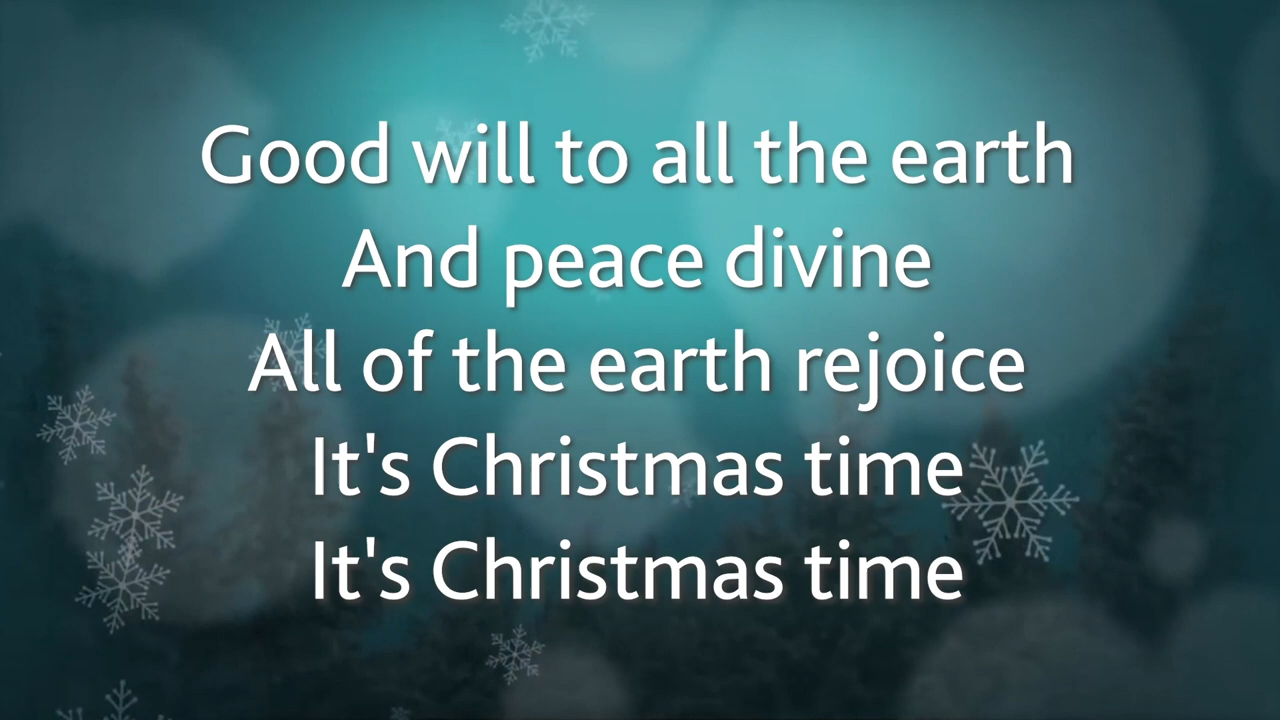 Good will to all the earth
And peace divine
All of the earth rejoice
It's Christmas time
It's Christmas time